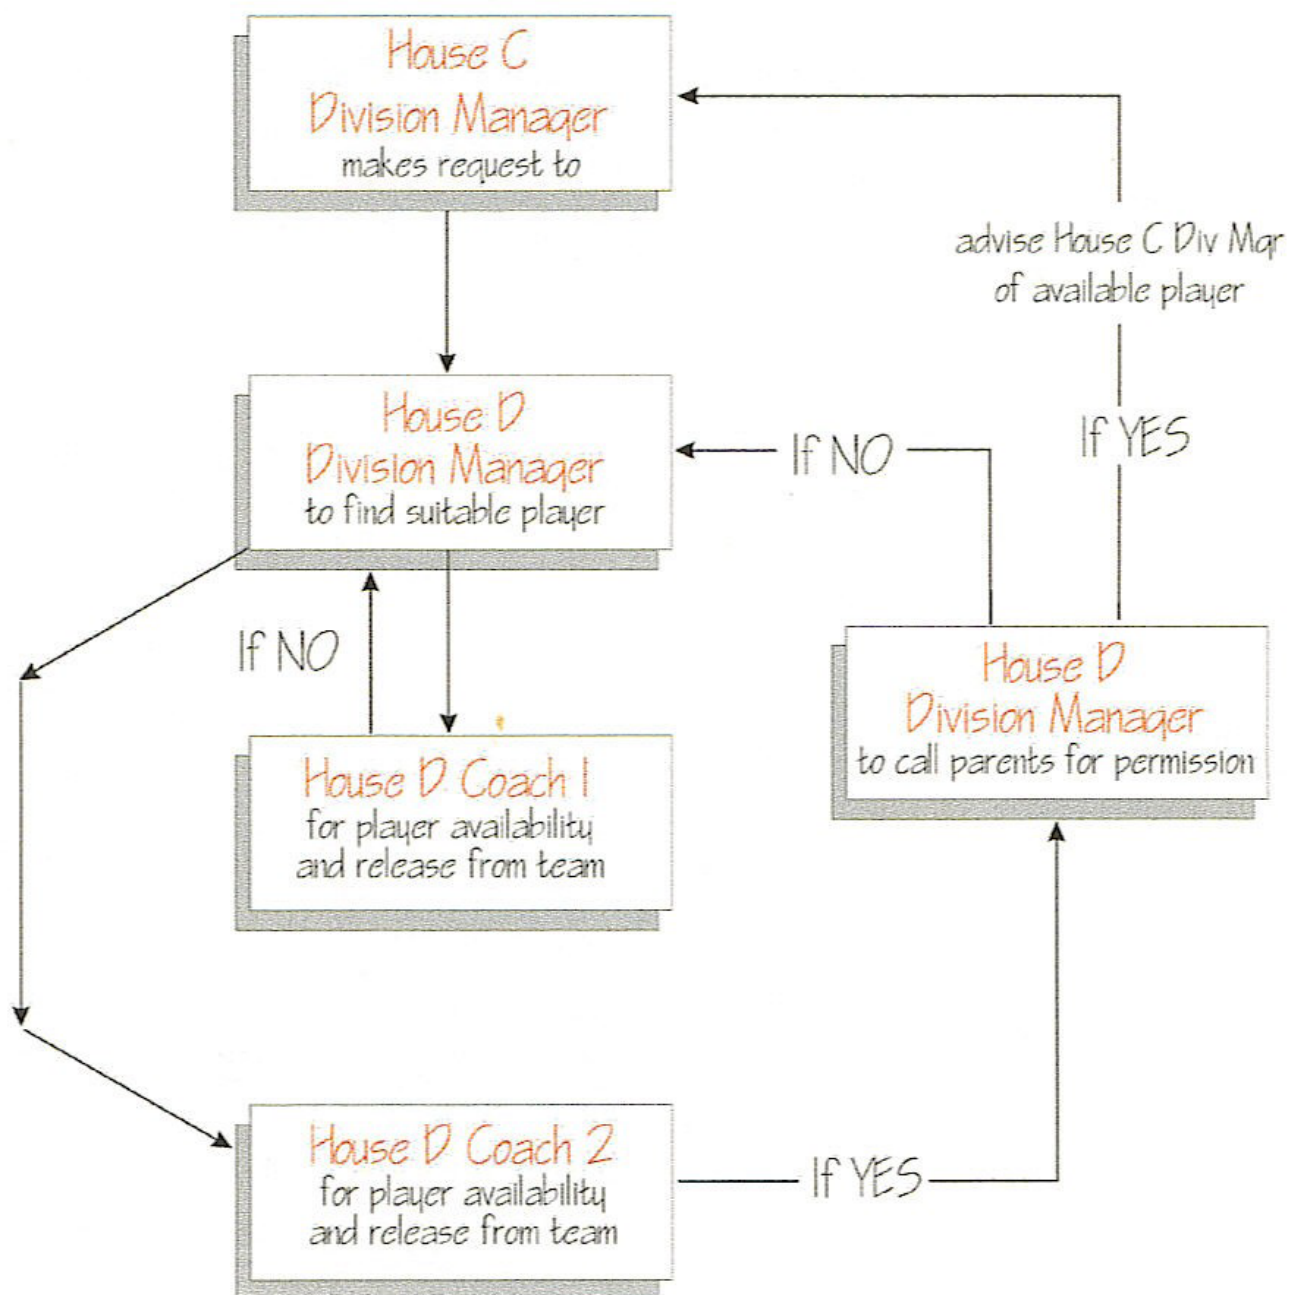 House C
Division Manager
makes request to
advise House C Div Mgr
of available player
House D
Division Manager
to find suitable player
If NO
If YES
If NO
House D
Division Manager
to call parents for permission
House D Coach 1
for player availability
and release from team
House D Coach 2
for player availability
and release from team
If YES